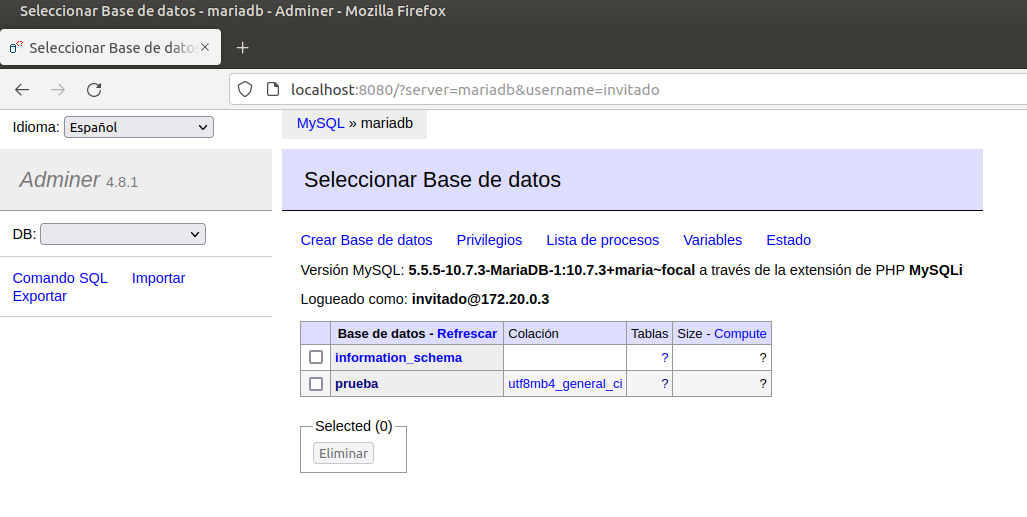 Seleccionar Base de datos - mariadb - Adminer - Mozilla Firefox
Seleccionar Base de dato
localhost:8080/?server=mariadb&username=invitado
Idioma: Español
MySQL » mariadb
Adminer 4.8.1
Seleccionar Base de datos
DB:
Crear Base de datos Privilegios Lista de procesos Variables Estado
Comando SQL Importar
Exportar
Versión MySQL: 5.5.5-10.7.3-MariaDB-1:10.7.3+maria~focal a través de la extensión de PHP MySQLi
Logueado como: invitado@172.20.0.3
Base de datos - Refrescar Colación Tablas Size - Compute
information_schema ? ?
prueba utf8mb4_general_ci ? ?
Selected (0)
Eliminar